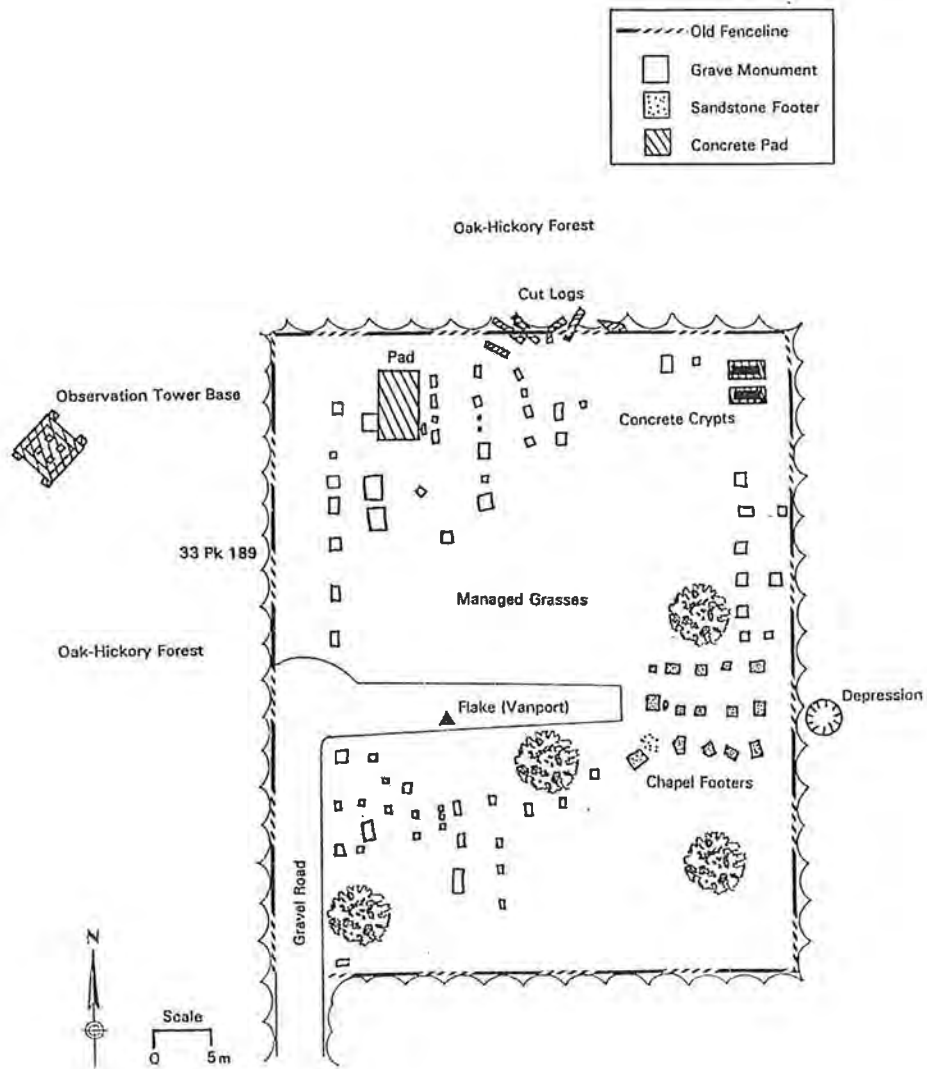 Old Fenceline
Grave Monument
Sandstone Footer
Concrete Pad
Oak-Hickory Forest
Cut Logs
Pad
Observation Tower Base
Concrete Crypts
33 Pk 189
Managed Grasses
Oak-Hickory Forest
Flake (Vanport)
Depression
Chapel Footers
Gravel Road
N
Scale
0 5m